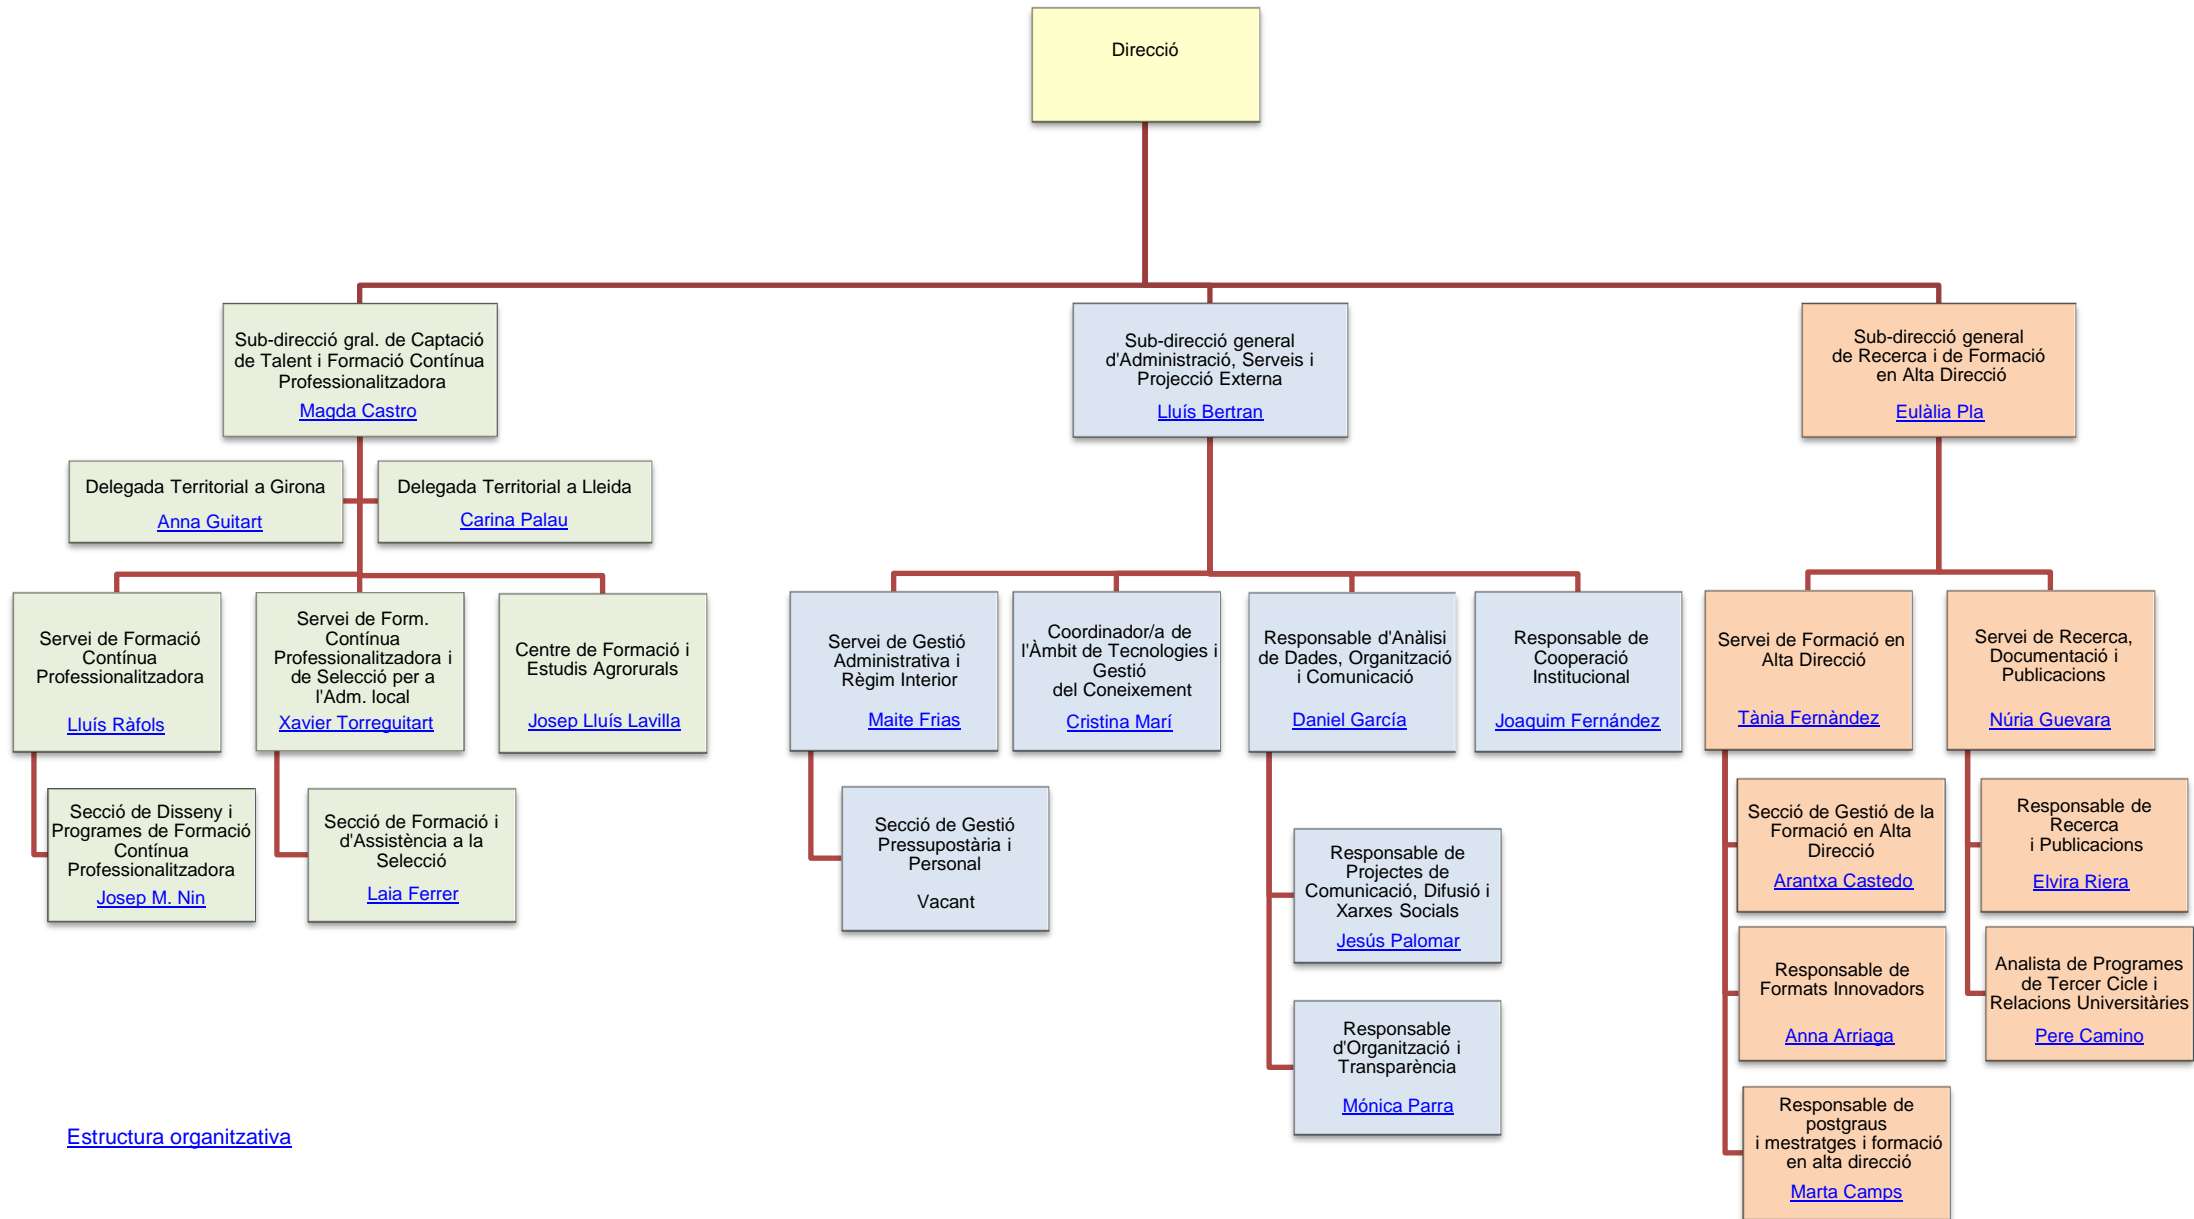 Direcció
Sub-direcció gral. de Captació
de Talent i Formació Contínua
Professionalitzadora
Magda Castro
Sub-direcció general
d'Administració, Serveis i
Projecció Externa
Lluís Bertran
Sub-direcció general
de Recerca i de Formació
en Alta Direcció
Eulàlia Pla
Delegada Territorial a Girona
Anna Guitart
Delegada Territorial a Lleida
Carina Palau
Servei de Formació
Contínua
Professionalitzadora
Lluís Ràfols
Servei de Form.
Contínua
Professionalitzadora i
de Selecció per a
l'Adm. local
Xavier Torreguitart
Centre de Formació i
Estudis Agrorurals
Josep Lluís Lavilla
Servei de Gestió
Administrativa i
Règim Interior
Maite Frias
Coordinador/a de
l'Àmbit de Tecnologies i
Gestió
del Coneixement
Cristina Marí
Responsable d'Anàlisi
de Dades, Organització
i Comunicació
Daniel García
Responsable de
Cooperació
Institucional
Joaquim Fernández
Servei de Formació en
Alta Direcció
Tània Fernàndez
Servei de Recerca,
Documentació i
Publicacions
Núria Guevara
Secció de Disseny i
Programes de Formació
Contínua
Professionalitzadora
Josep M. Nin
Secció de Formació i
d'Assistència a la
Selecció
Laia Ferrer
Secció de Gestió
Pressupostària i
Personal
Vacant
Responsable de
Projectes de
Comunicació, Difusió i
Xarxes Socials
Jesús Palomar
Responsable
d'Organització i
Transparència
Mónica Parra
Secció de Gestió de la
Formació en Alta
Direcció
Arantxa Castedo
Responsable de
Recerca
i Publicacions
Elvira Riera
Responsable de
Formats Innovadors
Anna Arriaga
Analista de Programes
de Tercer Cicle i
Relacions Universitàries
Pere Camino
Responsable de
postgraus
i mestratges i formació
en alta direcció
Marta Camps
Estructura organitzativa